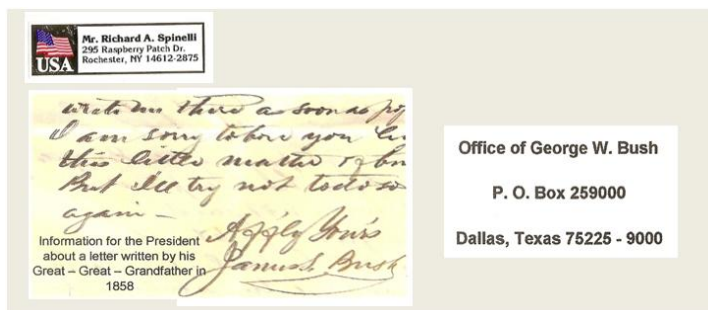 Mr. Richard A. Spinelli
295 Raspberry Patch Dr.
Rochester, NY 14612-2875
USA
write me there as soon as
I am sorry to bore you
this little matter of
But I'll try not to do so
again —
Yours
James S. Bush
Information for the President
about a letter written by his
Great – Great – Grandfather in
1858
Office of George W. Bush
P. O. Box 259000
Dallas, Texas 75225 - 9000